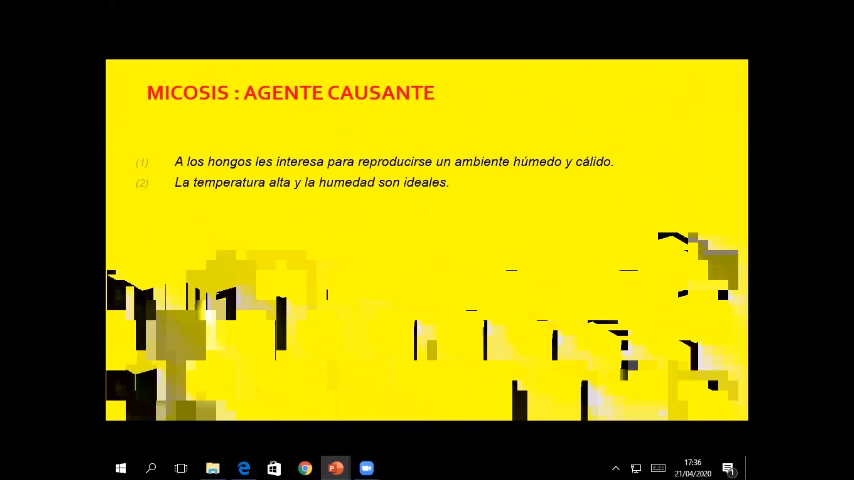 MICOSIS : AGENTE CAUSANTE
(1) A los hongos les interesa para reproducirse un ambiente húmedo y cálido.
(2) La temperatura alta y la humedad son ideales.
17:36
21/04/2020